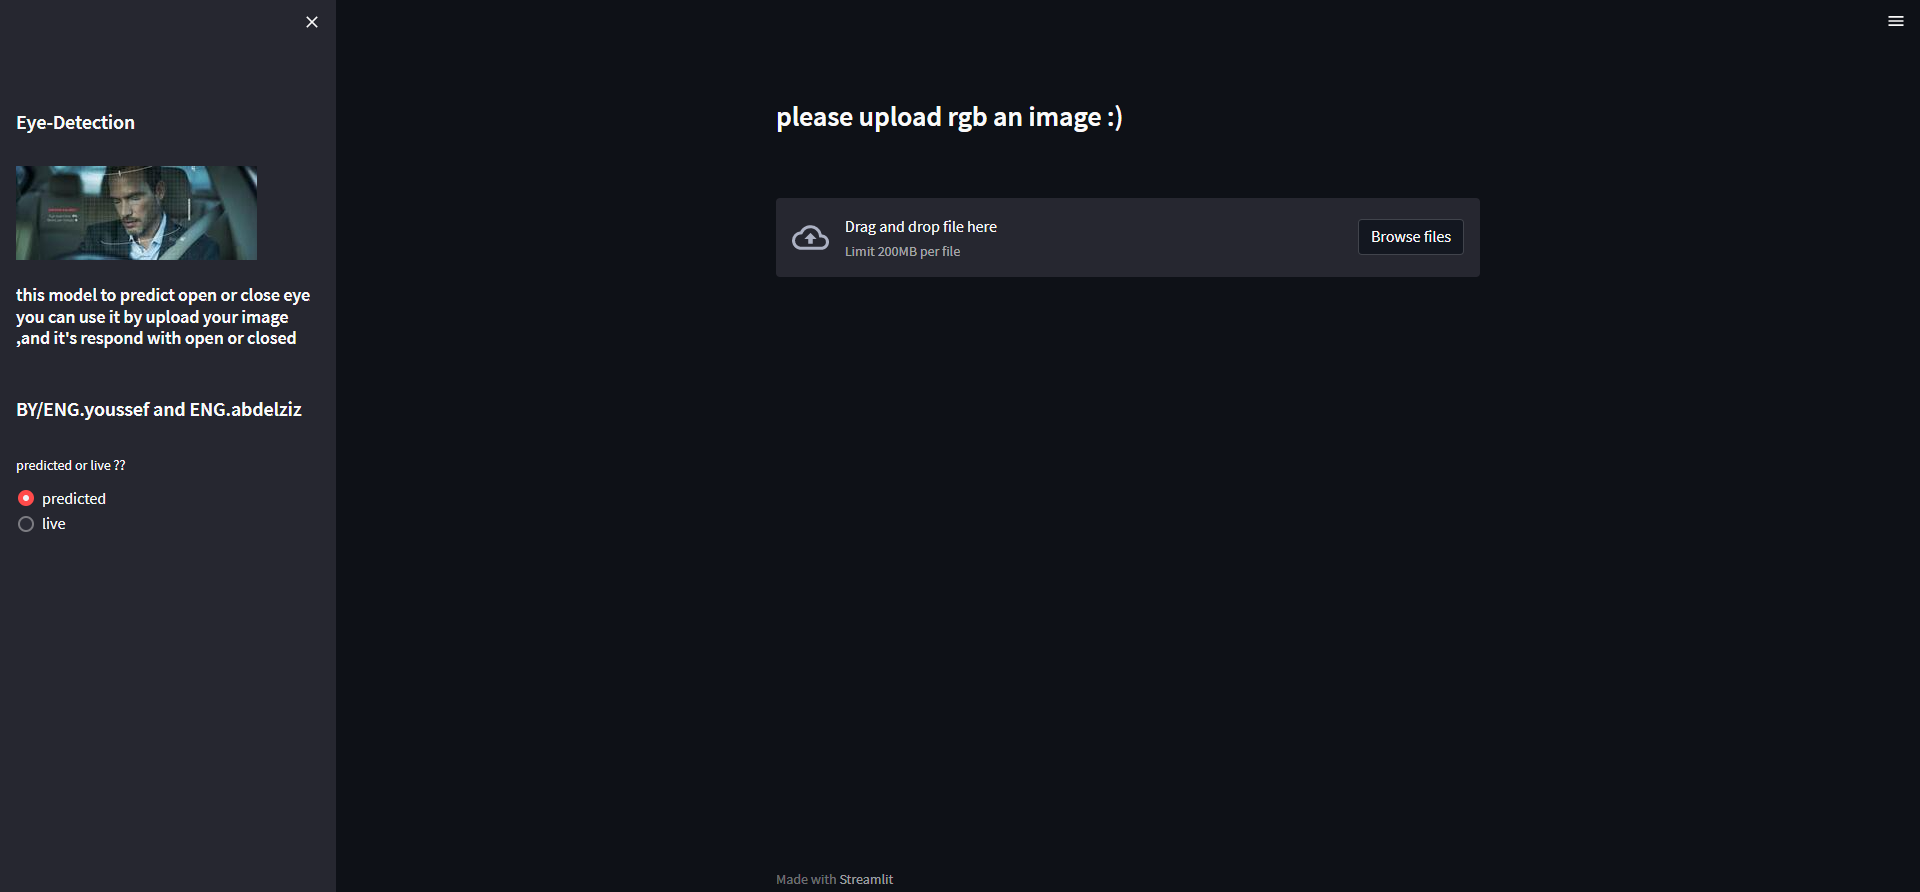 Eye-Detection
this model to predict open or close eye
you can use it by upload your image
,and it's respond with open or closed
BY/ENG.youssef and ENG.abdelziz
predicted or live ??
predicted
live
please upload rgb an image :)
Drag and drop file here
Limit 200MB per file
Browse files
Made with Streamlit